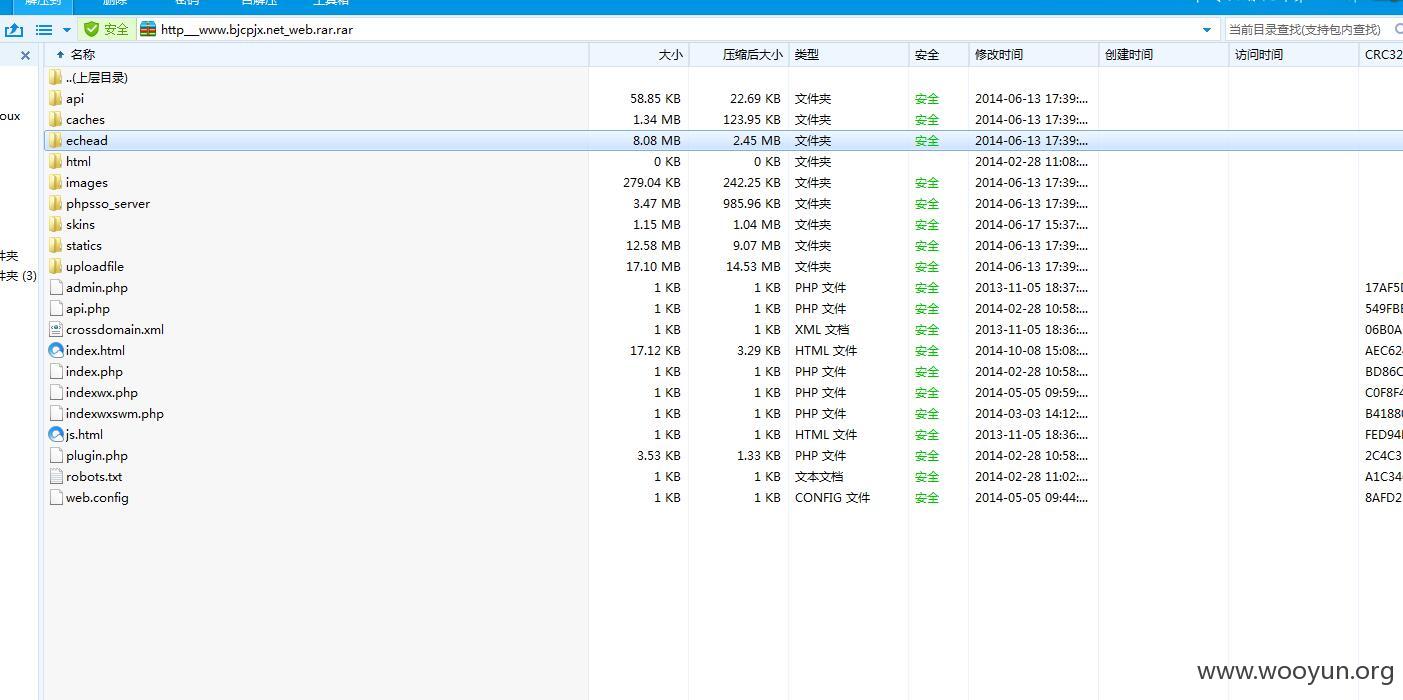 解压到 删除 密码 自解压 工具箱
安全 http__www.bjcpjx.net_web.rar.rar 当前目录查找(支持包内查找)
名称 大小 压缩后大小 类型 安全 修改时间 创建时间 访问时间 CRC32
..(上层目录)
api 58.85 KB 22.69 KB 文件夹 安全 2014-06-13 17:39:...
oux
caches 1.34 MB 123.95 KB 文件夹 安全 2014-06-13 17:39:...
echead 8.08 MB 2.45 MB 文件夹 安全 2014-06-13 17:39:...
html 0 KB 0 KB 文件夹 2014-02-28 11:08:...
images 279.04 KB 242.25 KB 文件夹 安全 2014-06-13 17:39:...
phpsso_server 3.47 MB 985.96 KB 文件夹 安全 2014-06-13 17:39:...
skins 1.15 MB 1.04 MB 文件夹 安全 2014-06-17 15:37:...
statics 12.58 MB 9.07 MB 文件夹 安全 2014-06-13 17:39:...
件夹
uploadfile 17.10 MB 14.53 MB 文件夹 安全 2014-06-13 17:39:...
件夹 (3)
admin.php 1 KB 1 KB PHP 文件 安全 2013-11-05 18:37:... 17AF5
api.php 1 KB 1 KB PHP 文件 安全 2014-02-28 10:58:... 549FB
crossdomain.xml 1 KB 1 KB XML 文档 安全 2013-11-05 18:36:... 06B0A
index.html 17.12 KB 3.29 KB HTML 文件 安全 2014-10-08 15:08:... AEC62
index.php 1 KB 1 KB PHP 文件 安全 2014-02-28 10:58:... BD86C
indexwx.php 1 KB 1 KB PHP 文件 安全 2014-05-05 09:59:... C0F8F
indexwxswm.php 1 KB 1 KB PHP 文件 安全 2014-03-03 14:12:... B4188
js.html 1 KB 1 KB HTML 文件 安全 2013-11-05 18:36:... FED94
plugin.php 3.53 KB 1.33 KB PHP 文件 安全 2014-02-28 10:58:... 2C4C3
robots.txt 1 KB 1 KB 文本文档 安全 2014-02-28 11:02:... A1C34
web.config 1 KB 1 KB CONFIG 文件 安全 2014-05-05 09:44:... 8AFD2
www.wooyun.org